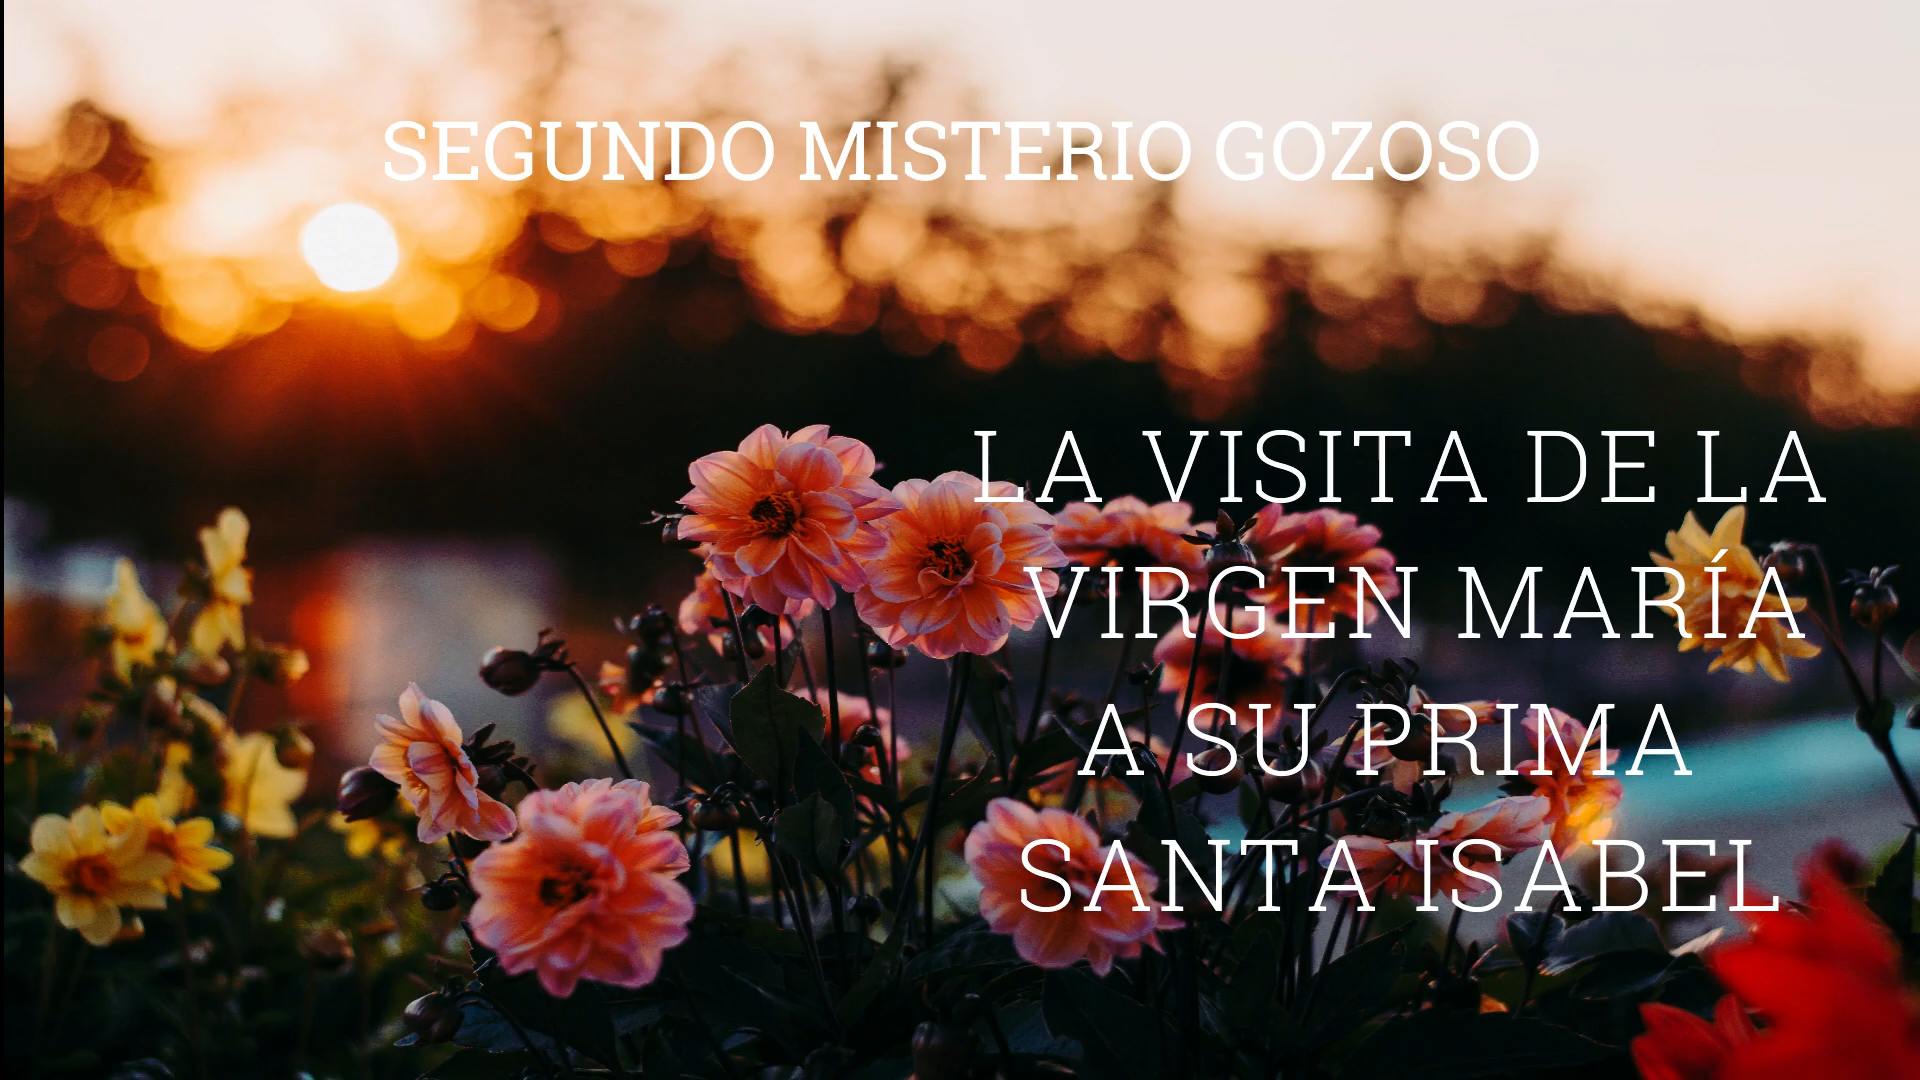 SEGUNDO MISTERIO GOZOSO
LA VISITA DE LA
VIRGEN MARÍA
A SU PRIMA
SANTA ISABEL